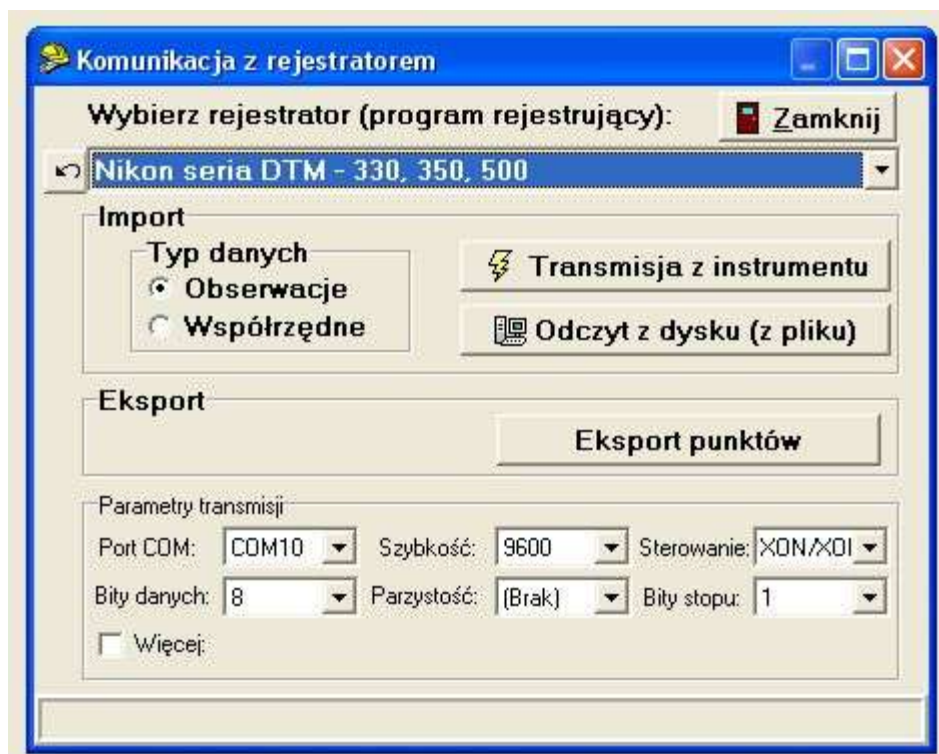 Komunikacja z rejestratorem
Wybierz rejestrator (program rejestrujący):
Zamknij
Nikon seria DTM - 330, 350, 500
Import
Typ danych
Obserwacje
Współrzędne
Transmisja z instrumentu
Odczyt z dysku (z pliku)
Eksport
Eksport punktów
Parametry transmisji
Port COM: COM10 Szybkość: 9600 Sterowanie: XON/XOI
Bity danych: 8 Parzystość: (Brak) Bity stopu: 1
Więcej: